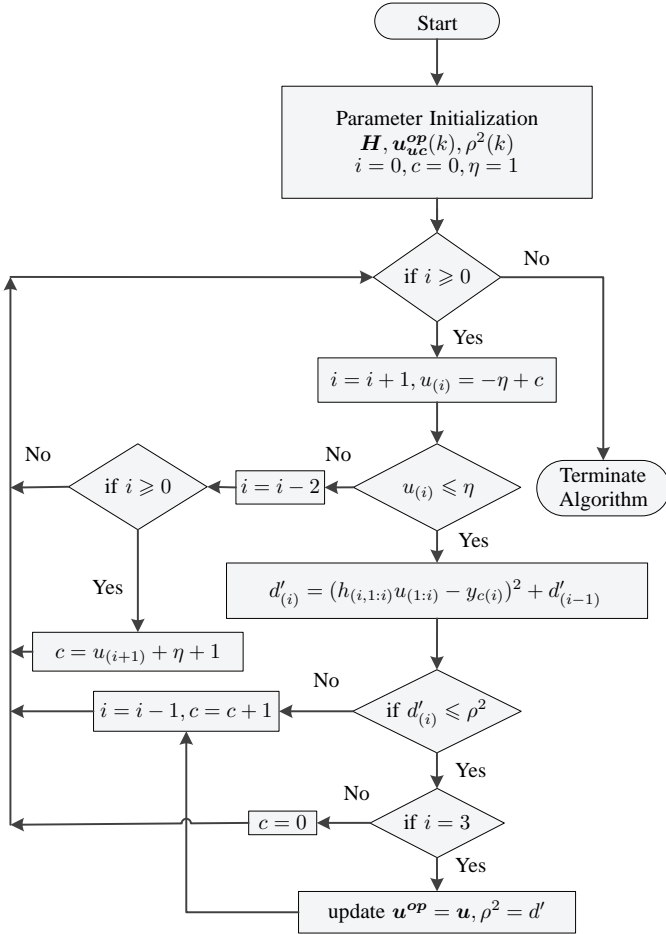 Start
Parameter Initialization
H, u_{uc}^{op}(k), ρ²(k)
i = 0, c = 0, η = 1
if i ⩾ 0
No
Yes
i = i + 1, u_{(i)} = −η + c
No
if i ⩾ 0
i = i − 2
No
u_{(i)} ⩽ η
Terminate
Algorithm
Yes
Yes
d′_{(i)} = (h_{(i,1:i)}u_{(1:i)} − y_{c(i)})² + d′_{(i−1)}
c = u_{(i+1)} + η + 1
No
i = i − 1, c = c + 1
if d′_{(i)} ⩽ ρ²
Yes
No
c = 0
if i = 3
Yes
update u^{op} = u, ρ² = d′